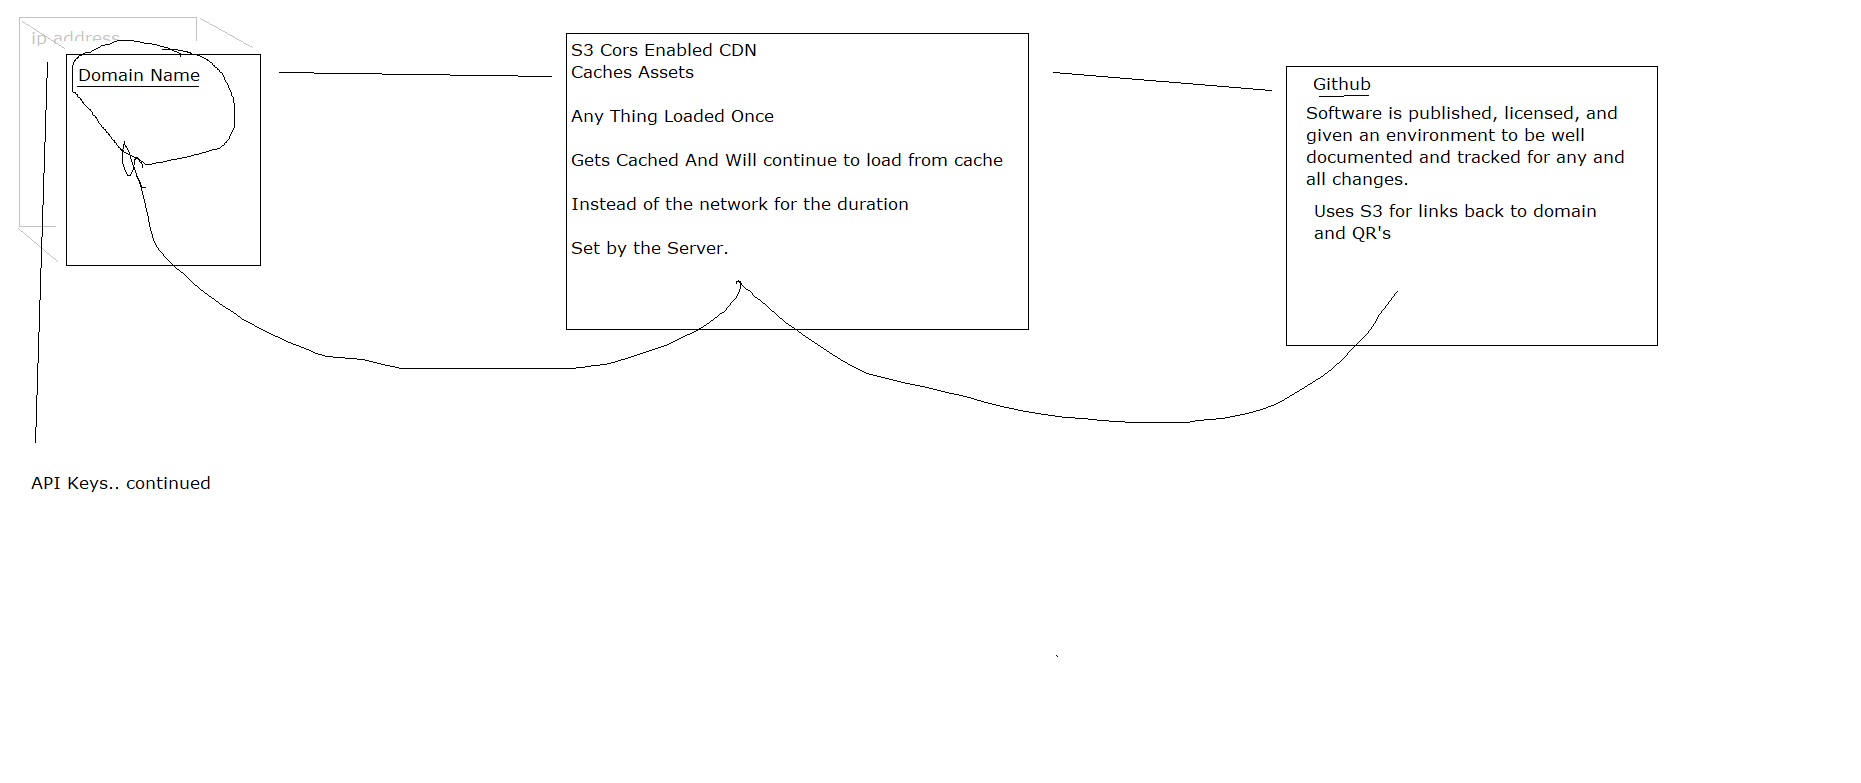 ip address
Domain Name
S3 Cors Enabled CDN
Caches Assets
Any Thing Loaded Once
Gets Cached And Will continue to load from cache
Instead of the network for the duration
Set by the Server.
Github
Software is published, licensed, and
given an environment to be well
documented and tracked for any and
all changes.
Uses S3 for links back to domain
and QR's
API Keys.. continued